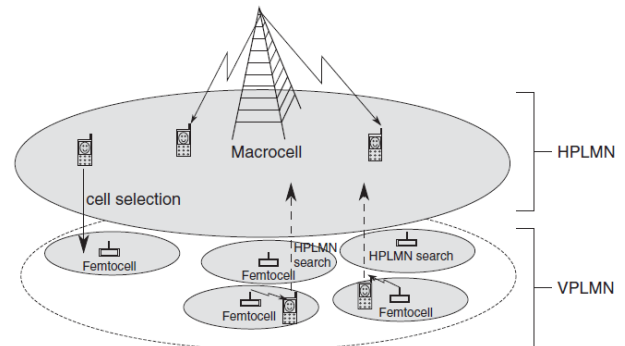 Macrocell
HPLMN
cell selection
HPLMN
search
HPLMN search
Femtocell
Femtocell
VPLMN
Femtocell
Femtocell